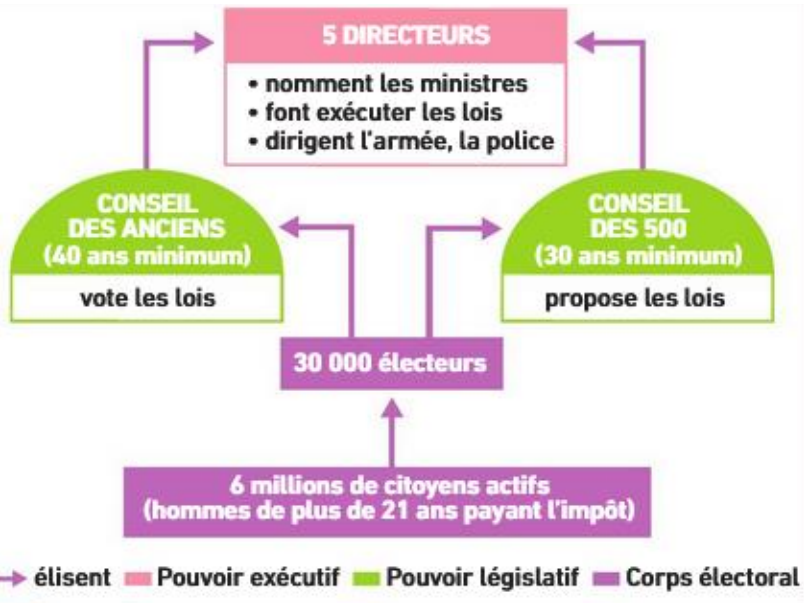 5 DIRECTEURS
• nomment les ministres
• font exécuter les lois
• dirigent l'armée, la police
CONSEIL
DES ANCIENS
(40 ans minimum)
vote les lois
CONSEIL
DES 500
(30 ans minimum)
propose les lois
30 000 électeurs
6 millions de citoyens actifs
(hommes de plus de 21 ans payant l'impôt)
élisent Pouvoir exécutif Pouvoir législatif Corps électoral